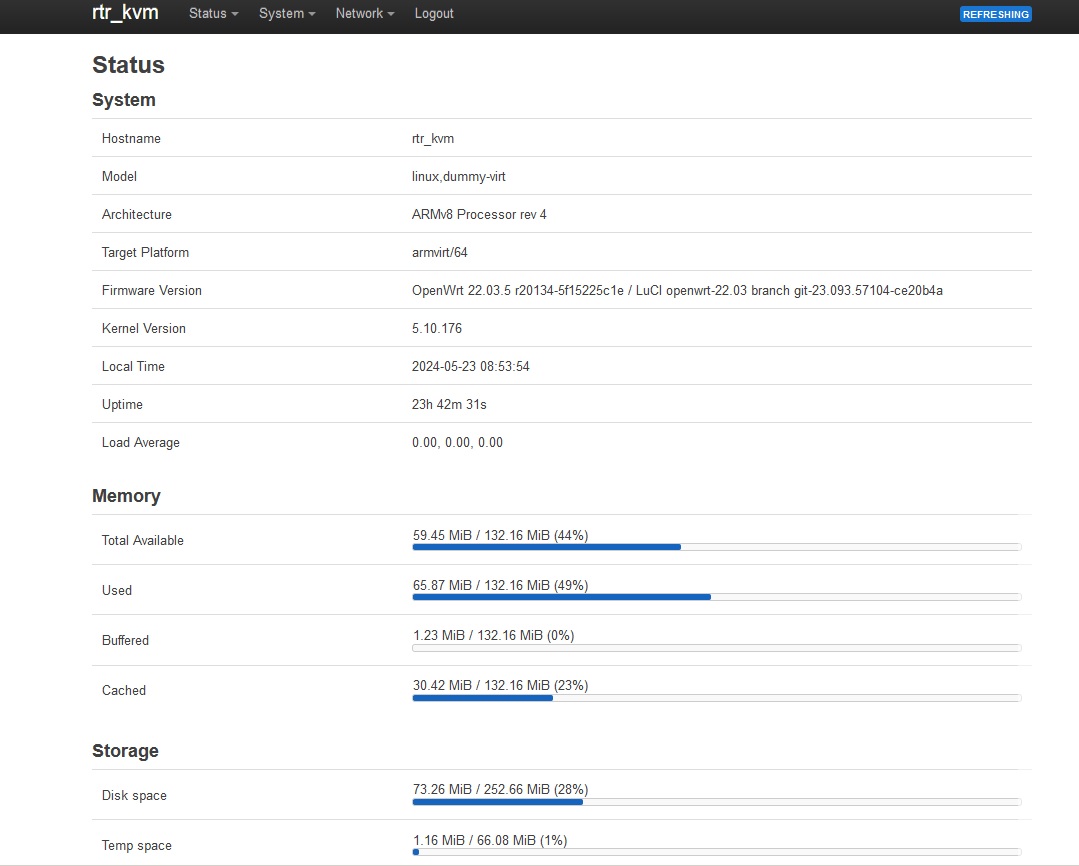 rtr_kvm Status System Network Logout REFRESHING
Status
System
Hostname rtr_kvm
Model linux,dummy-virt
Architecture ARMv8 Processor rev 4
Target Platform armvirt/64
Firmware Version OpenWrt 22.03.5 r20134-5f15225c1e / LuCI openwrt-22.03 branch git-23.093.57104-ce20b4a
Kernel Version 5.10.176
Local Time 2024-05-23 08:53:54
Uptime 23h 42m 31s
Load Average 0.00, 0.00, 0.00
Memory
Total Available 59.45 MiB / 132.16 MiB (44%)
Used 65.87 MiB / 132.16 MiB (49%)
Buffered 1.23 MiB / 132.16 MiB (0%)
Cached 30.42 MiB / 132.16 MiB (23%)
Storage
Disk space 73.26 MiB / 252.66 MiB (28%)
Temp space 1.16 MiB / 66.08 MiB (1%)